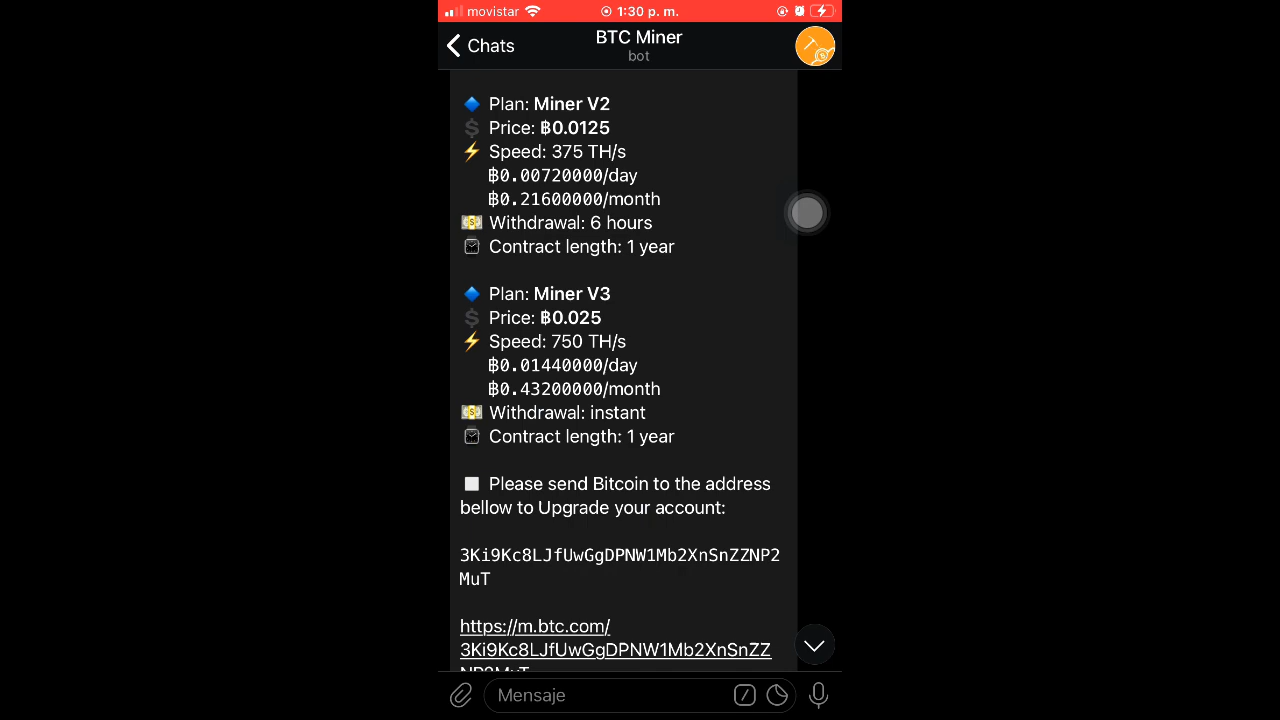 movistar 1:30 p. m.
Chats
BTC Miner
bot
Plan: Miner V2
Price: ฿0.0125
Speed: 375 TH/s
฿0.00720000/day
฿0.21600000/month
Withdrawal: 6 hours
Contract length: 1 year
Plan: Miner V3
Price: ฿0.025
Speed: 750 TH/s
฿0.01440000/day
฿0.43200000/month
Withdrawal: instant
Contract length: 1 year
Please send Bitcoin to the address
bellow to Upgrade your account:
3Ki9Kc8LJfUwGgDPNW1Mb2XnSnZZNP2
MuT
https://m.btc.com/
3Ki9Kc8LJfUwGgDPNW1Mb2XnSnZZ
NP2MuT
Mensaje